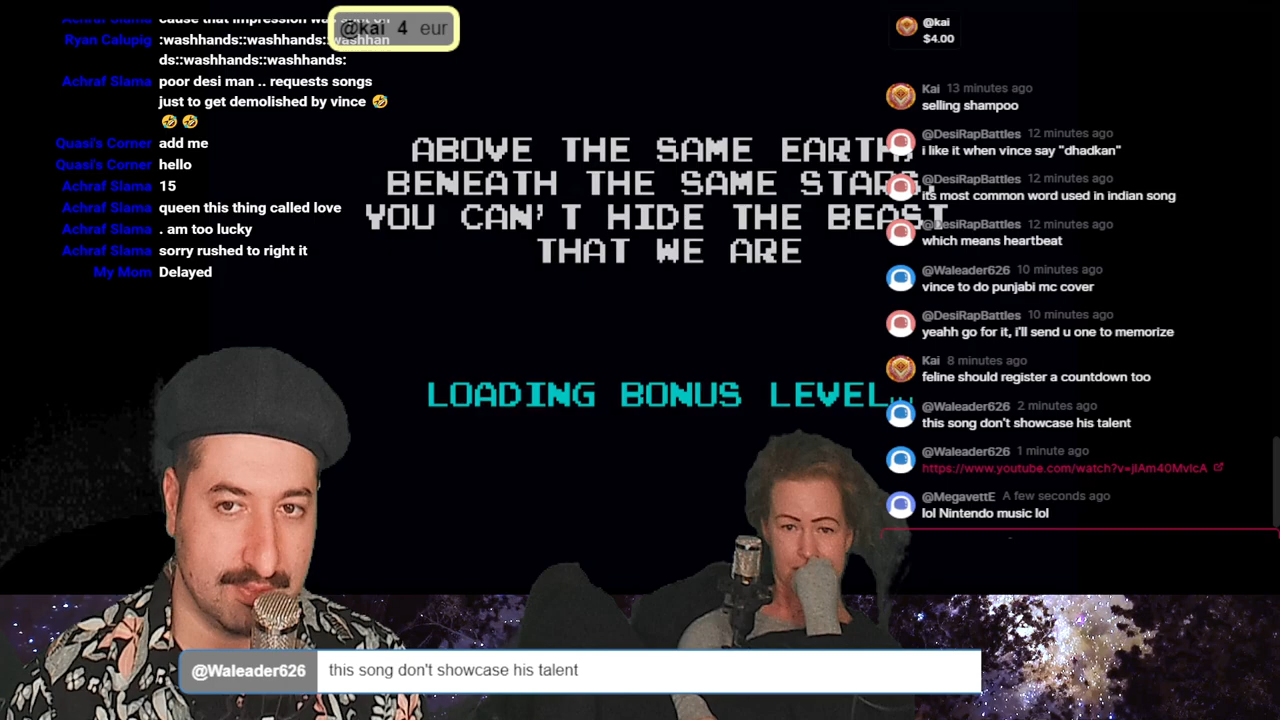 Achraf Slama cause that impression was
Ryan Calupig :washhands::washhands::washhan
ds::washhands::washhands:
Achraf Slama poor desi man .. requests songs
just to get demolished by vince 🤣
🤣 🤣
Quasi's Corner add me
Quasi's Corner hello
Achraf Slama 15
Achraf Slama queen this thing called love
Achraf Slama . am too lucky
Achraf Slama sorry rushed to right it
My Mom Delayed
@kai 4 eur
ABOVE THE SAME EARTH,
BENEATH THE SAME STARS,
YOU CAN'T HIDE THE BEAST
THAT WE ARE
LOADING BONUS LEVEL...
@kai
$4.00
Kai 13 minutes ago
selling shampoo
@DesiRapBattles 12 minutes ago
i like it when vince say "dhadkan"
@DesiRapBattles 12 minutes ago
its most common word used in indian song
@DesiRapBattles 12 minutes ago
which means heartbeat
@Waleader626 10 minutes ago
vince to do punjabi mc cover
@DesiRapBattles 10 minutes ago
yeahh go for it, i'll send u one to memorize
Kai 8 minutes ago
feline should register a countdown too
@Waleader626 2 minutes ago
this song don't showcase his talent
@Waleader626 1 minute ago
https://www.youtube.com/watch?v=jIAm40MvIcA
@MegavettE A few seconds ago
lol Nintendo music lol
@Waleader626 this song don't showcase his talent